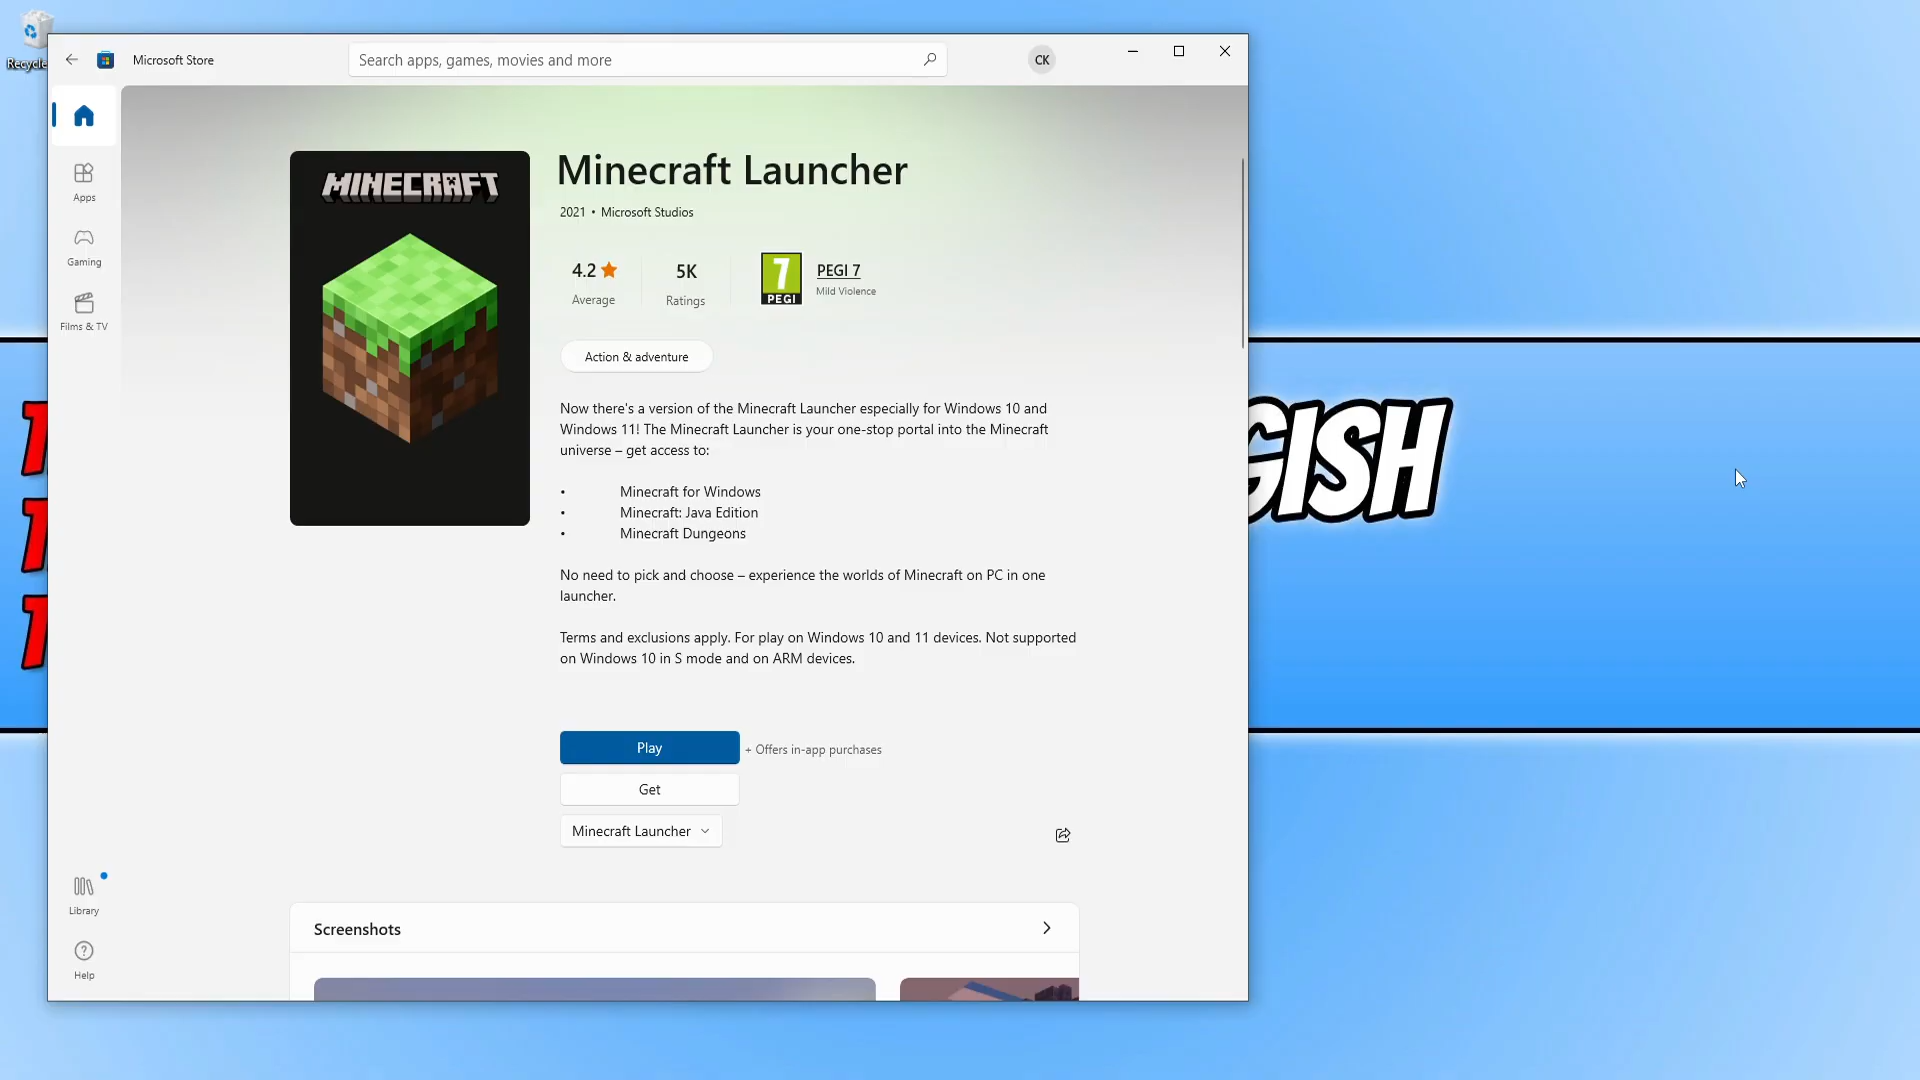 Recycle
Microsoft Store
Search apps, games, movies and more
CK
Apps
Gaming
Films & TV
Library
Help
MINECRAFT
Minecraft Launcher
2021 • Microsoft Studios
4.2
Average
5K
Ratings
7
PEGI
PEGI 7
Mild Violence
Action & adventure
Now there's a version of the Minecraft Launcher especially for Windows 10 and
Windows 11! The Minecraft Launcher is your one-stop portal into the Minecraft
universe – get access to:
• Minecraft for Windows
• Minecraft: Java Edition
• Minecraft Dungeons
No need to pick and choose – experience the worlds of Minecraft on PC in one
launcher.
Terms and exclusions apply. For play on Windows 10 and 11 devices. Not supported
on Windows 10 in S mode and on ARM devices.
Play
+ Offers in-app purchases
Get
Minecraft Launcher
Screenshots
GISH